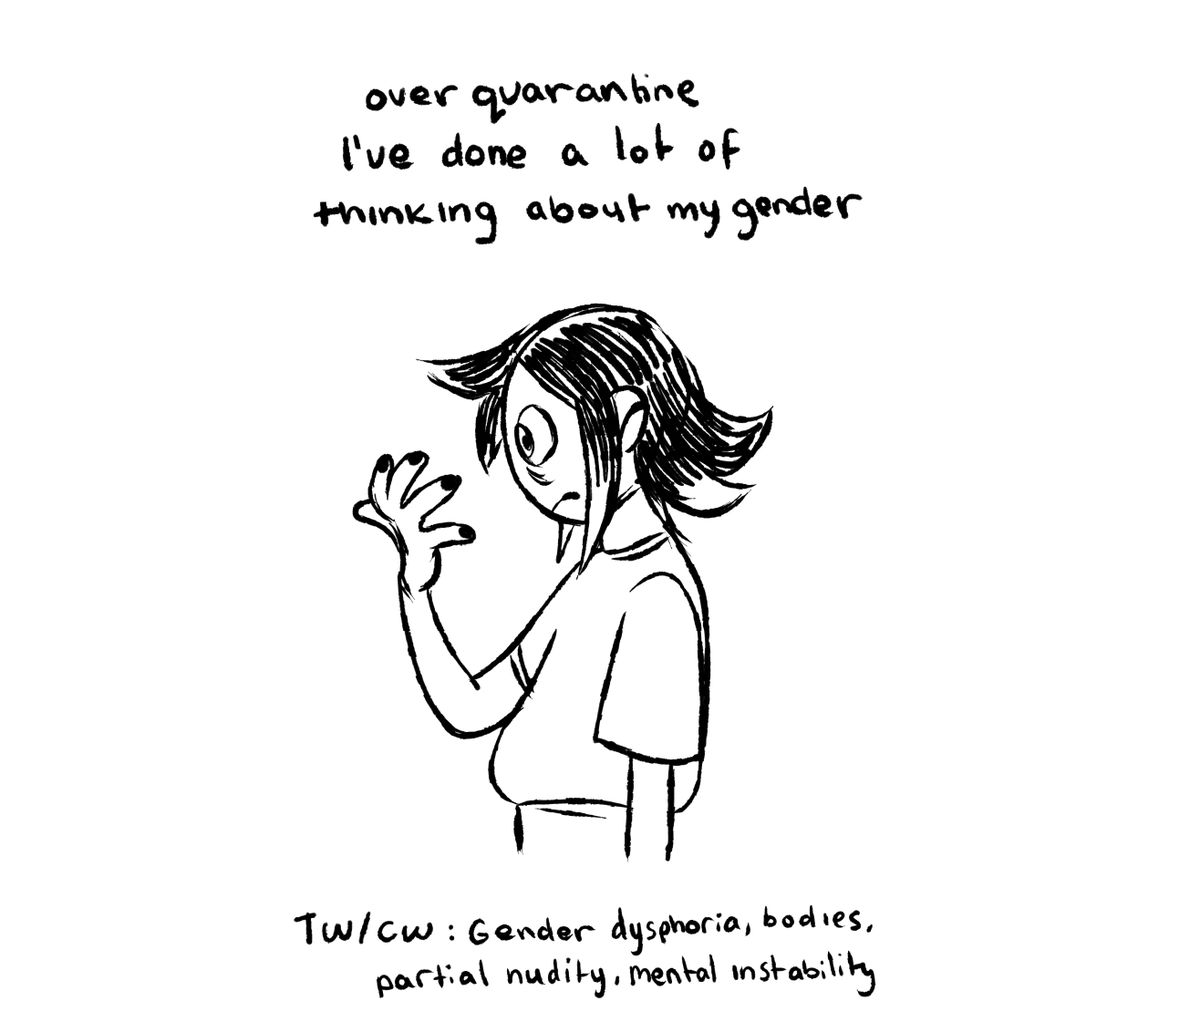 over quarantine
I've done a lot of
thinking about my gender
TW/CW : Gender dysphoria, bodies,
partial nudity, mental instability